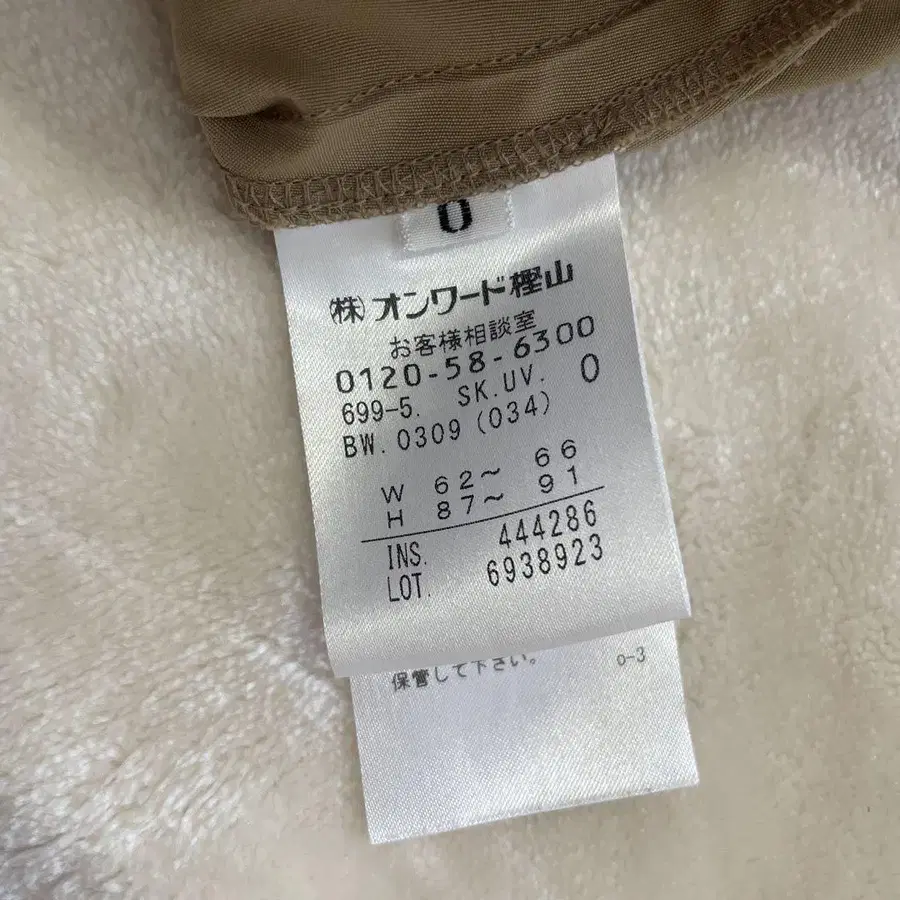 0
㈱オンワード樫山
お客様相談室
0120-58-6300
699-5. SK.UV. 0
BW.0309(034)
W 62〜 66
H 87〜 91
INS. 444286
LOT. 6938923
保管して下さい。 o-3